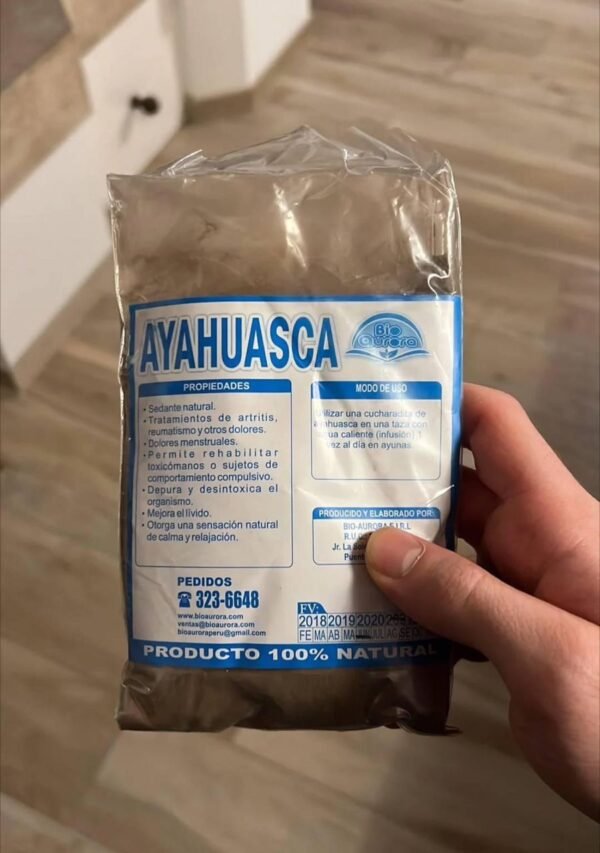 AYAHUASCA
Bio
Aurora
PROPIEDADES
- Sedante natural.
- Tratamientos de artritis,
reumatismo y otros dolores.
- Dolores menstruales.
- Permite rehabilitar
toxicómanos o sujetos de
comportamiento compulsivo.
- Depura y desintoxica el
organismo.
- Mejora el lívido.
- Otorga una sensación natural
de calma y relajación.
MODO DE USO
Utilizar una cucharadita de
ayahuasca en una taza con
agua caliente (infusión) 1
vez al día en ayunas.
PRODUCIDO Y ELABORADO POR:
BIO-AURORA E.I.R.L
R.U.
Jr. La
PEDIDOS
☎ 323-6648
www.bioaurora.com
ventas@bioaurora.com
bioauroraperu@gmail.com
FV:
2018 2019 2020
FE MA AB MA JUN JUL AG SE
PRODUCTO 100% NATURAL